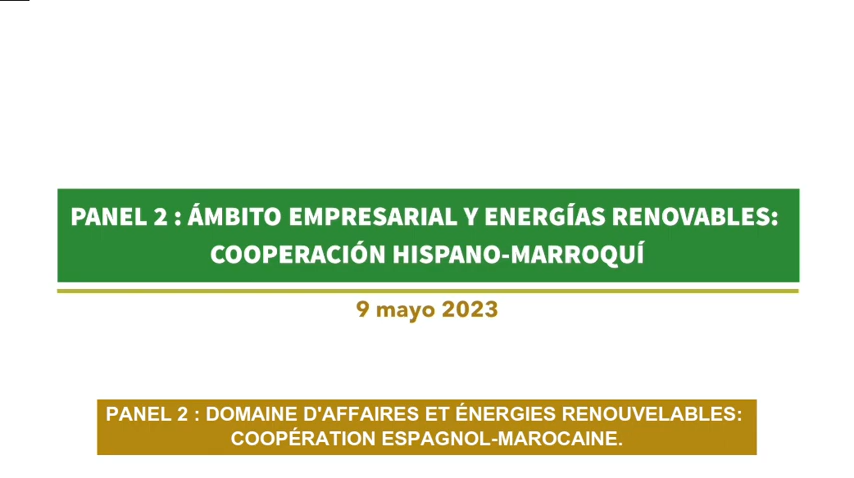 PANEL 2 : ÁMBITO EMPRESARIAL Y ENERGÍAS RENOVABLES:
COOPERACIÓN HISPANO-MARROQUÍ
9 mayo 2023
PANEL 2 : DOMAINE D'AFFAIRES ET ÉNERGIES RENOUVELABLES:
COOPÉRATION ESPAGNOL-MAROCAINE.